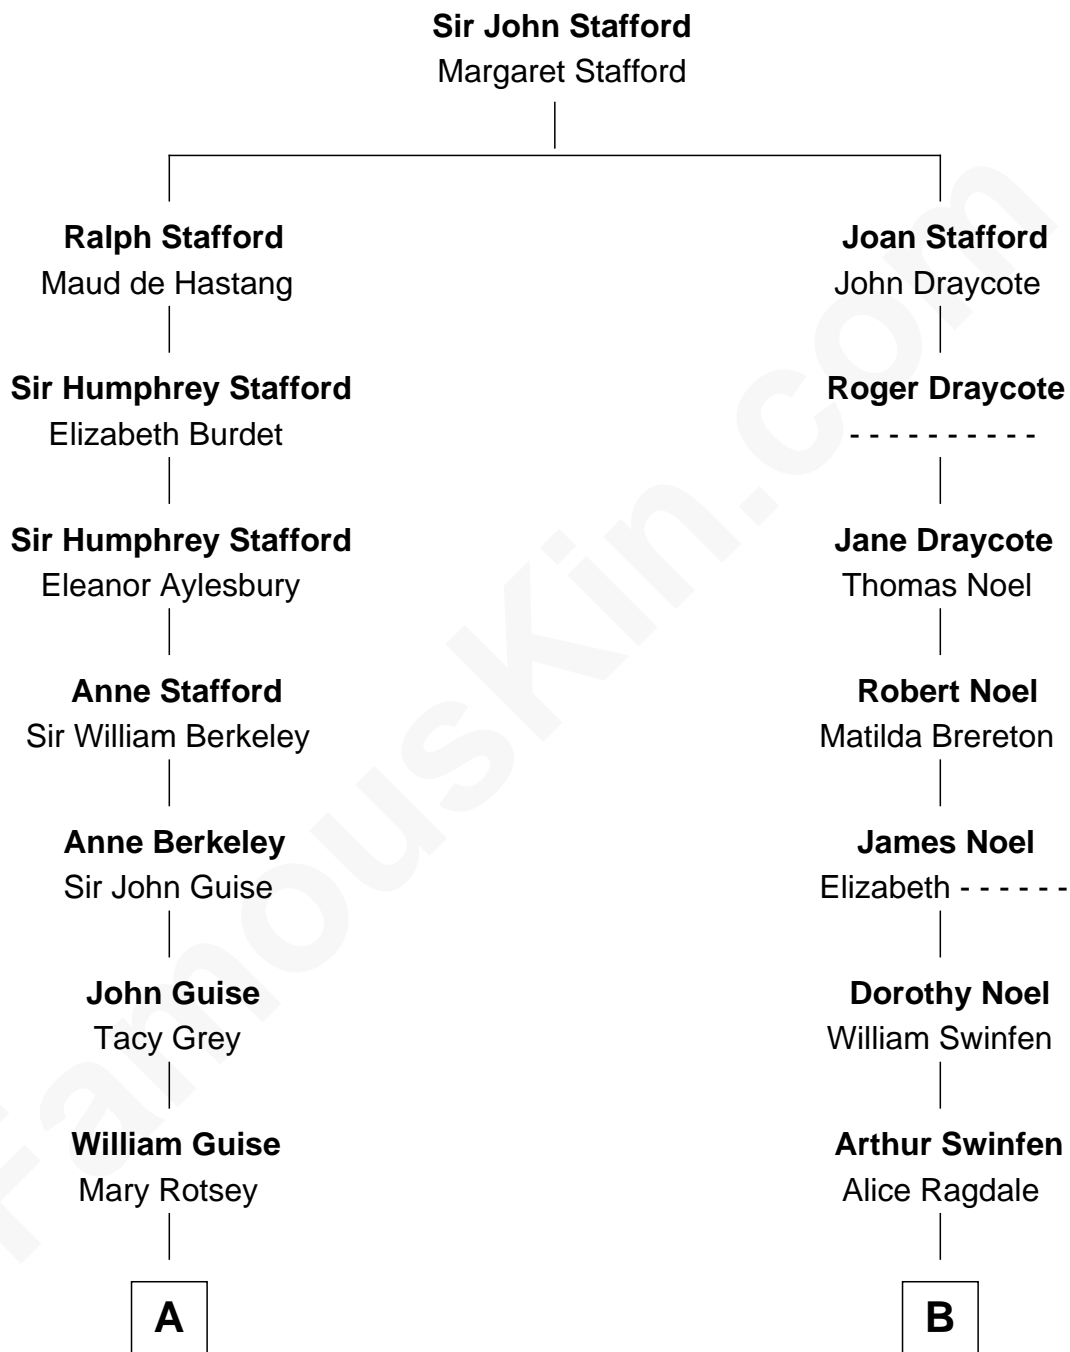 Sir John Stafford
Margaret Stafford
Ralph Stafford
Maud de Hastang
Joan Stafford
John Draycote
Sir Humphrey Stafford
Elizabeth Burdet
Roger Draycote
- - - - - - - - - -
Sir Humphrey Stafford
Eleanor Aylesbury
Jane Draycote
Thomas Noel
Anne Stafford
Sir William Berkeley
Robert Noel
Matilda Brereton
Anne Berkeley
Sir John Guise
James Noel
Elizabeth - - - - - -
John Guise
Tacy Grey
Dorothy Noel
William Swinfen
William Guise
Mary Rotsey
Arthur Swinfen
Alice Ragdale
A
B
FamousKin.com